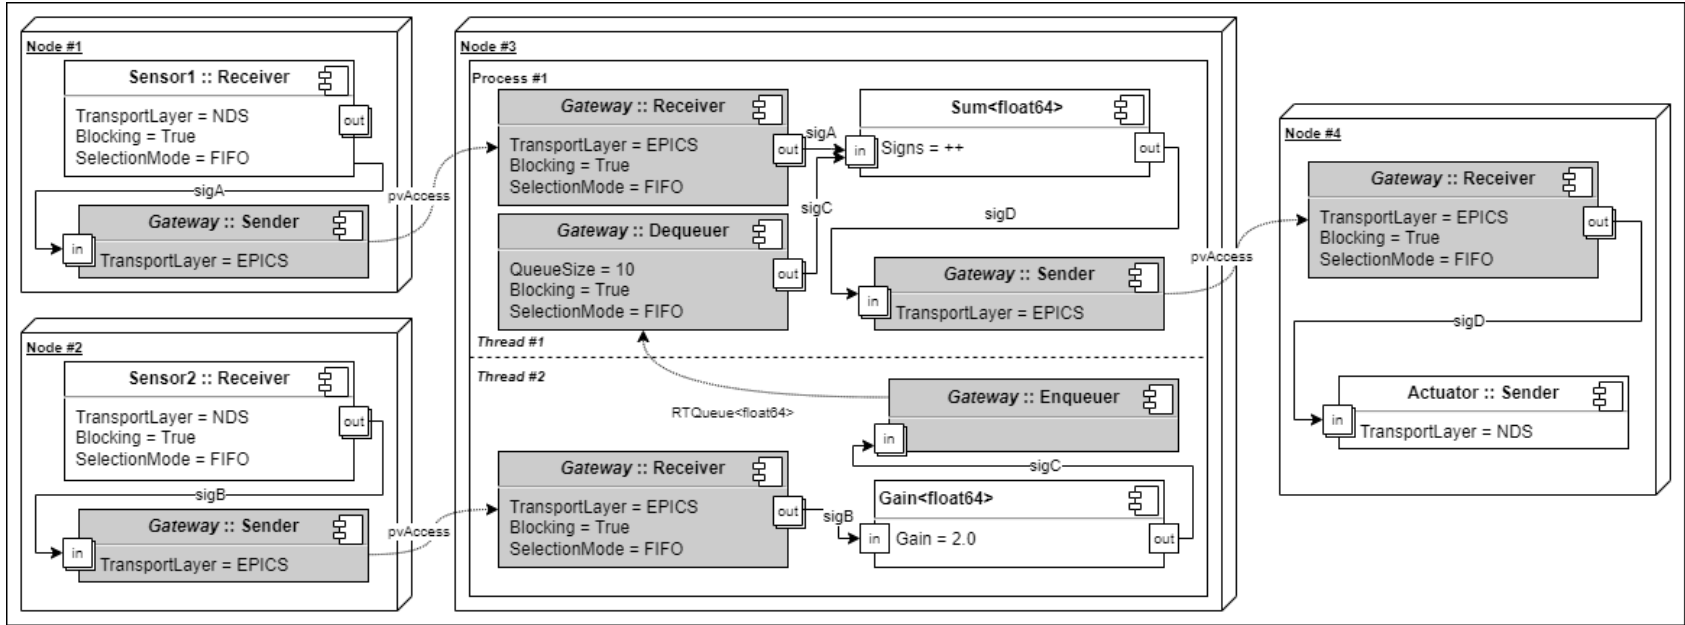 Node #1
Sensor1 :: Receiver
TransportLayer = NDS
Blocking = True
SelectionMode = FIFO
out
sigA
Gateway :: Sender
in
TransportLayer = EPICS
pvAccess
Node #2
Sensor2 :: Receiver
TransportLayer = NDS
Blocking = True
SelectionMode = FIFO
out
sigB
Gateway :: Sender
in
TransportLayer = EPICS
pvAccess
Node #3
Process #1
Gateway :: Receiver
TransportLayer = EPICS
Blocking = True
SelectionMode = FIFO
out
sigA
Sum<float64>
in
Signs = ++
out
Gateway :: Dequeuer
QueueSize = 10
Blocking = True
SelectionMode = FIFO
out
sigC
sigD
Gateway :: Sender
in
TransportLayer = EPICS
pvAccess
Thread #1
Thread #2
RTQueue<float64>
Gateway :: Enqueuer
in
sigC
Gateway :: Receiver
TransportLayer = EPICS
Blocking = True
SelectionMode = FIFO
out
sigB
Gain<float64>
in
Gain = 2.0
out
Node #4
Gateway :: Receiver
TransportLayer = EPICS
Blocking = True
SelectionMode = FIFO
out
sigD
Actuator :: Sender
in
TransportLayer = NDS